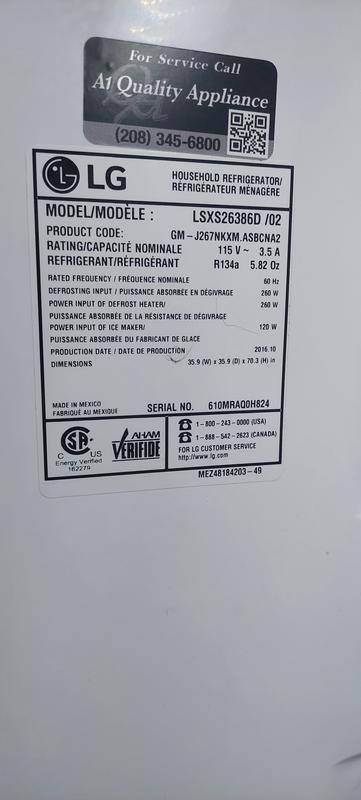 For Service Call
A1 Quality Appliance
(208) 345-6800
LG
HOUSEHOLD REFRIGERATOR/
RÉFRIGÉRATEUR MÉNAGÈRE
MODEL/MODÈLE : LSXS26386D /02
PRODUCT CODE: GM-J267NKXM.ASBCNA2
RATING/CAPACITÉ NOMINALE 115 V~ 3.5 A
REFRIGERANT/RÉFRIGÉRANT R134a 5.82 Oz
RATED FREQUENCY / FRÉQUENCE NOMINALE 60 Hz
DEFROSTING INPUT / PUISSANCE ABSORBÉE EN DÉGIVRAGE 260 W
POWER INPUT OF DEFROST HEATER/ 260 W
PUISSANCE ABSORBÉE DE LA RÉSISTANCE DE DÉGIVRAGE
POWER INPUT OF ICE MAKER/ 120 W
PUISSANCE ABSORBÉE DU FABRICANT DE GLACE
PRODUCTION DATE / DATE DE PRODUCTION 2016.10
DIMENSIONS 35.9 (W) x 35.9 (D) x 70.3 (H) in
MADE IN MEXICO
FABRIQUÉ AU MEXIQUE
SERIAL NO. 610MRAQ0H824
CSA
C US
Energy Verified
162279
AHAM
VERIFIDE
1-800-243-0000 (USA)
1-888-542-2623 (CANADA)
FOR LG CUSTOMER SERVICE
http://www.lg.com
MEZ48184203-49